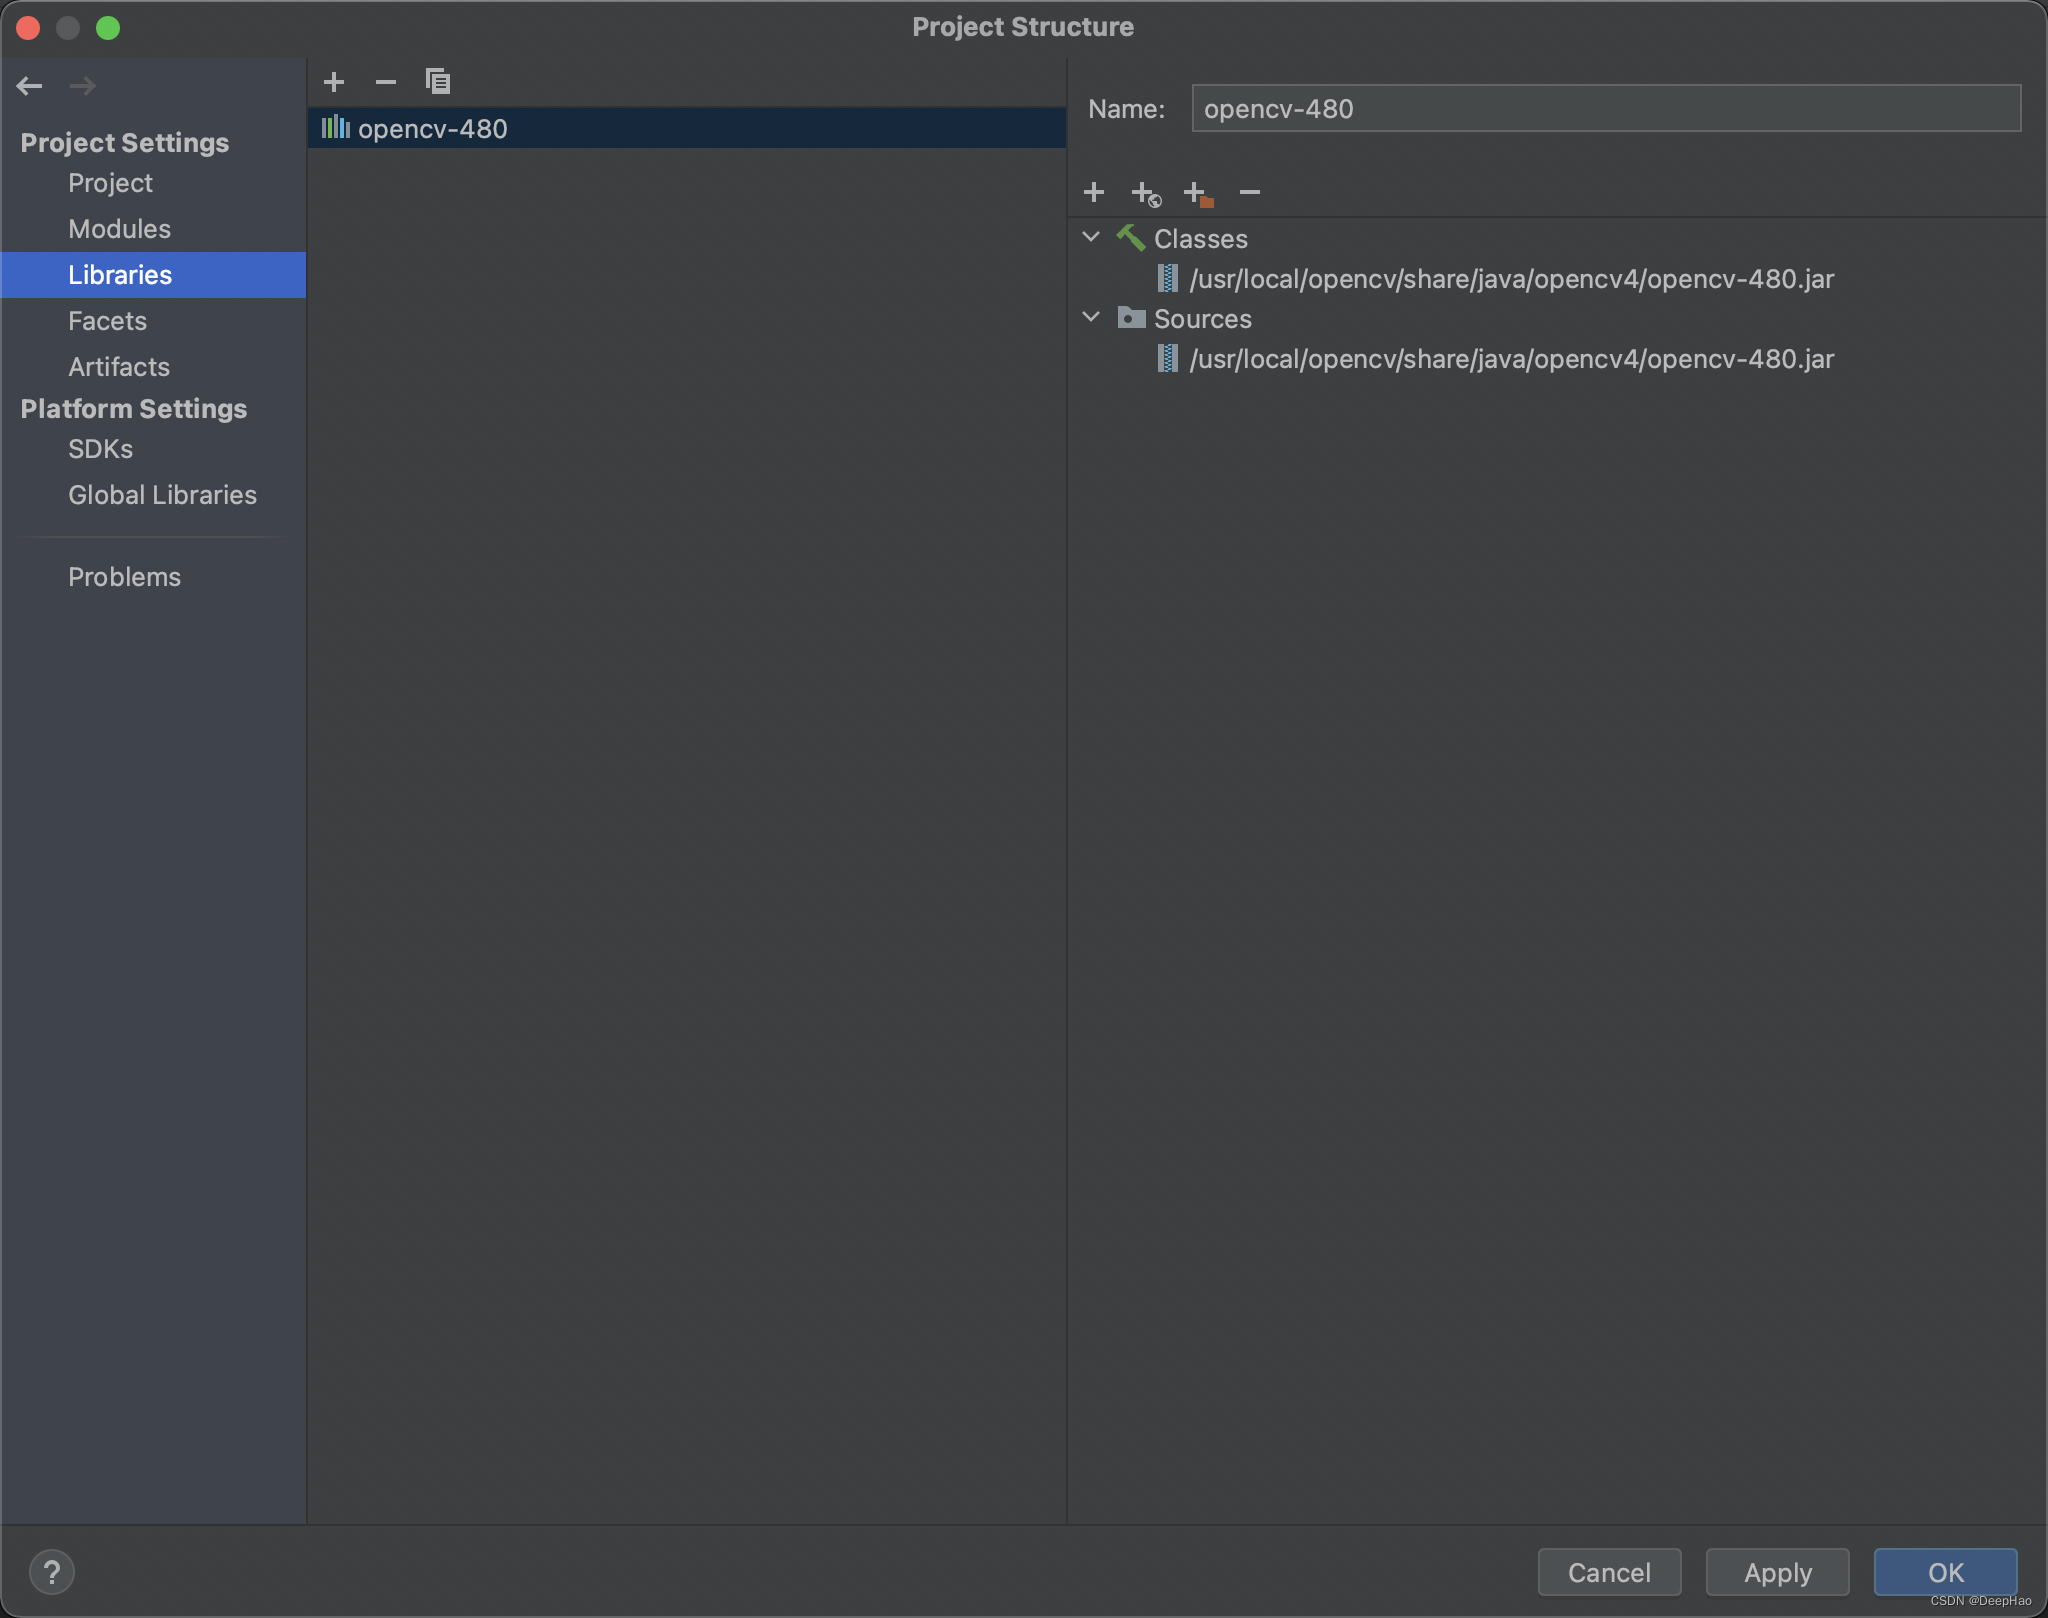 Project Structure
Project Settings
Project
Modules
Libraries
Facets
Artifacts
Platform Settings
SDKs
Global Libraries
Problems
opencv-480
Name: opencv-480
Classes
/usr/local/opencv/share/java/opencv4/opencv-480.jar
Sources
/usr/local/opencv/share/java/opencv4/opencv-480.jar
?
Cancel
Apply
OK
CSDN @DeepHao